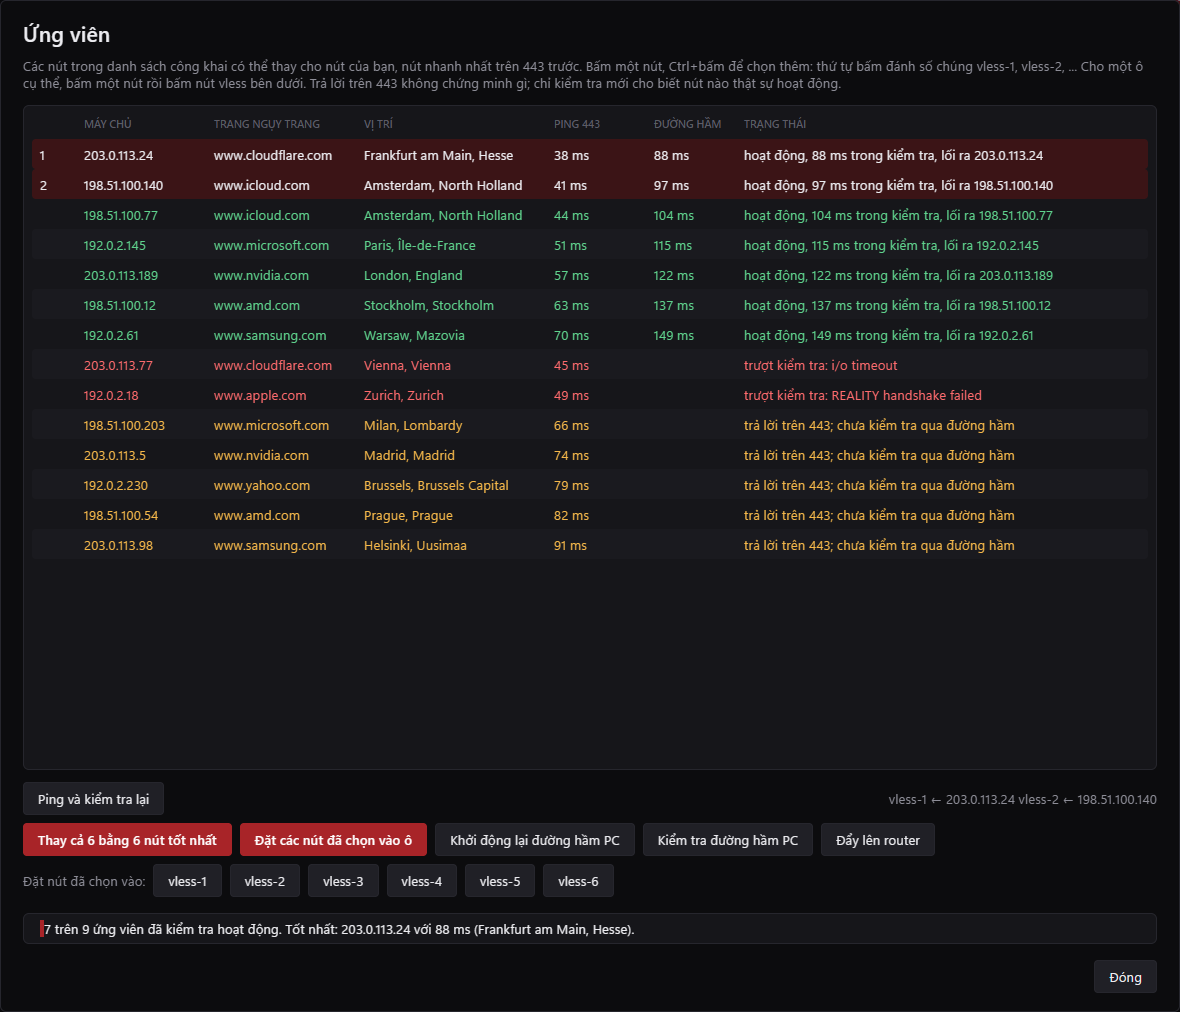 Ứng viên
Các nút trong danh sách công khai có thể thay cho nút của bạn, nút nhanh nhất trên 443 trước. Bấm một nút, Ctrl+bấm để chọn thêm: thứ tự bấm đánh số chúng vless-1, vless-2, ... Cho một ô
cụ thể, bấm một nút rồi bấm nút vless bên dưới. Trả lời trên 443 không chứng minh gì; chỉ kiểm tra mới cho biết nút nào thật sự hoạt động.
MÁY CHỦ TRANG NGỤY TRANG VỊ TRÍ PING 443 ĐƯỜNG HẦM TRẠNG THÁI
1 203.0.113.24 www.cloudflare.com Frankfurt am Main, Hesse 38 ms 88 ms hoạt động, 88 ms trong kiểm tra, lối ra 203.0.113.24
2 198.51.100.140 www.icloud.com Amsterdam, North Holland 41 ms 97 ms hoạt động, 97 ms trong kiểm tra, lối ra 198.51.100.140
198.51.100.77 www.icloud.com Amsterdam, North Holland 44 ms 104 ms hoạt động, 104 ms trong kiểm tra, lối ra 198.51.100.77
192.0.2.145 www.microsoft.com Paris, Île-de-France 51 ms 115 ms hoạt động, 115 ms trong kiểm tra, lối ra 192.0.2.145
203.0.113.189 www.nvidia.com London, England 57 ms 122 ms hoạt động, 122 ms trong kiểm tra, lối ra 203.0.113.189
198.51.100.12 www.amd.com Stockholm, Stockholm 63 ms 137 ms hoạt động, 137 ms trong kiểm tra, lối ra 198.51.100.12
192.0.2.61 www.samsung.com Warsaw, Mazovia 70 ms 149 ms hoạt động, 149 ms trong kiểm tra, lối ra 192.0.2.61
203.0.113.77 www.cloudflare.com Vienna, Vienna 45 ms trượt kiểm tra: i/o timeout
192.0.2.18 www.apple.com Zurich, Zurich 49 ms trượt kiểm tra: REALITY handshake failed
198.51.100.203 www.microsoft.com Milan, Lombardy 66 ms trả lời trên 443; chưa kiểm tra qua đường hầm
203.0.113.5 www.nvidia.com Madrid, Madrid 74 ms trả lời trên 443; chưa kiểm tra qua đường hầm
192.0.2.230 www.yahoo.com Brussels, Brussels Capital 79 ms trả lời trên 443; chưa kiểm tra qua đường hầm
198.51.100.54 www.amd.com Prague, Prague 82 ms trả lời trên 443; chưa kiểm tra qua đường hầm
203.0.113.98 www.samsung.com Helsinki, Uusimaa 91 ms trả lời trên 443; chưa kiểm tra qua đường hầm
Ping và kiểm tra lại vless-1 ← 203.0.113.24 vless-2 ← 198.51.100.140
Thay cả 6 bằng 6 nút tốt nhất Đặt các nút đã chọn vào ô Khởi động lại đường hầm PC Kiểm tra đường hầm PC Đẩy lên router
Đặt nút đã chọn vào: vless-1 vless-2 vless-3 vless-4 vless-5 vless-6
7 trên 9 ứng viên đã kiểm tra hoạt động. Tốt nhất: 203.0.113.24 với 88 ms (Frankfurt am Main, Hesse).
Đóng